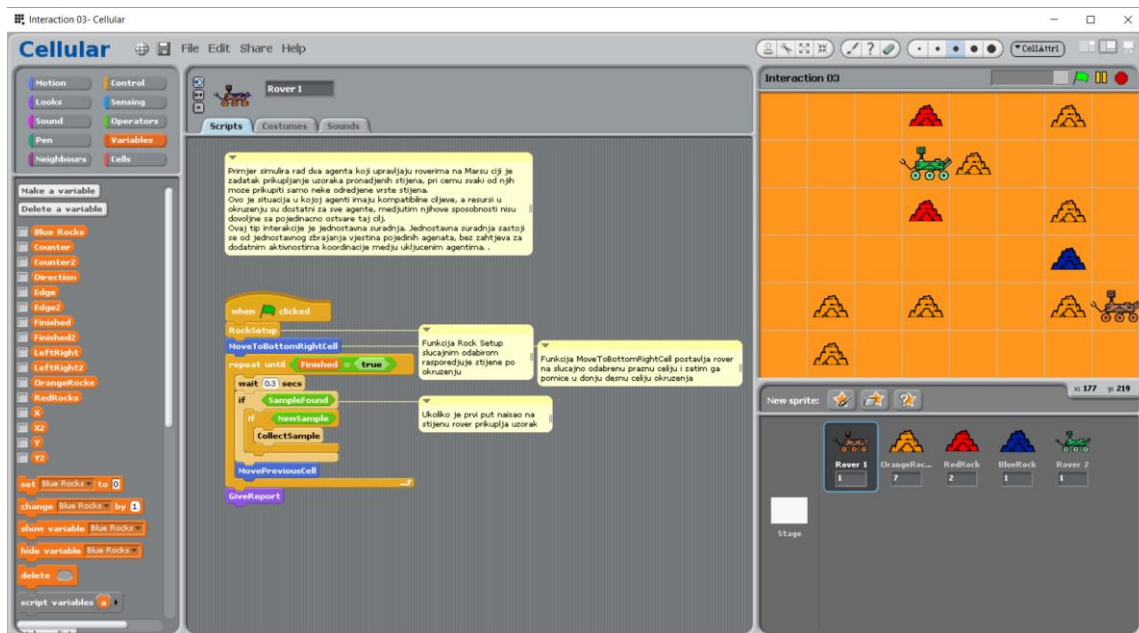 Interaction 03- Cellular
Cellular
File Edit Share Help
CellAttr1
Motion
Control
Looks
Sensing
Sound
Operators
Pen
Variables
Neighbours
Cells
Make a variable
Delete a variable
Blue Rocks
Counter
Counter2
Direction
Edge
Edge2
Finished
Finished2
LeftRight
LeftRight2
OrangeRocks
RedRocks
X
X2
Y
Y2
set Blue Rocks to 0
change Blue Rocks by 1
show variable Blue Rocks
hide variable Blue Rocks
delete
script variables a
Rover 1
Scripts
Costumes
Sounds
Primjer simulira rad dva agenta koji upravljaju roverima na Marsu ciji je
zadatak prikupljanje uzoraka pronadjenih stijena, pri cemu svaki od njih
moze prikupiti samo neke odredjene vrste stijena.
Ovo je situacija u kojoj agenti imaju kompatibilne ciljeve, a resursi u
okruzenju su dostatni za sve agente, medjutim njihove sposobnosti nisu
dovoljne sa pojedinacno ostvare taj cilj.
Ovaj tip interakcije je jednostavna suradnja. Jednostavna suradnja sastoji
se od jednostavnog zbrajanja vjestina pojedinih agenata, bez zahtjeva za
dodatnim aktivnostima koordinacije medju ukljucenim agentima. .
when clicked
RockSetup
MoveToBottomRightCell
repeat until Finished = true
wait 0.3 secs
if SampleFound
if NewSample
CollectSample
MovePreviousCell
GiveReport
Funkcija Rock Setup
slucajnim odabirom
rasporedjuje stijene po
okruzenju
Funkcija MoveToBottomRightCell postavlja rover
na slucajno odabrenu praznu celiju i zatim ga
pomice u donju desnu celiju okruzenja
Ukoliko je prvi put naisao na
stijenu rover prikuplja uzorak
Interaction 03
x: 177 y: 219
New sprite:
Rover 1
1
OrangeRoc...
7
RedRock
2
BlueRock
1
Rover 2
1
Stage